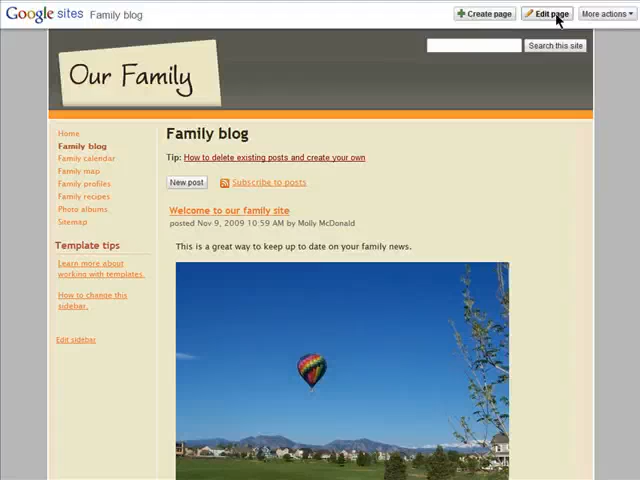 Google sites Family blog
Create page
Edit page
More actions
Our Family
Search this site
Home
Family blog
Family calendar
Family map
Family profiles
Family recipes
Photo albums
Sitemap
Template tips
Learn more about
working with templates.
How to change this
sidebar.
Edit sidebar
Family blog
Tip: How to delete existing posts and create your own
New post
Subscribe to posts
Welcome to our family site
posted Nov 9, 2009 10:59 AM by Molly McDonald
This is a great way to keep up to date on your family news.